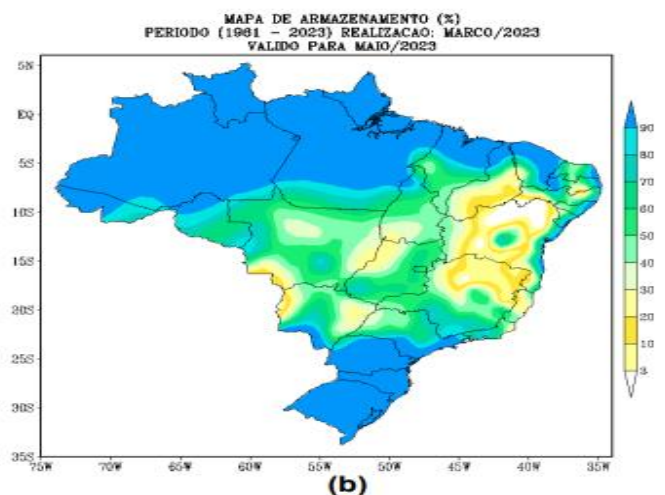 MAPA DE ARMAZENAMENTO (%)
PERIODO (1961 - 2023) REALIZACAO: MARCO/2023
VALIDO PARA MAIO/2023
5N
EQ
5S
10S
15S
20S
25S
30S
35S
90
80
70
60
50
40
30
20
10
3
75W
70W
65W
60W
55W
50W
45W
40W
35W
(b)